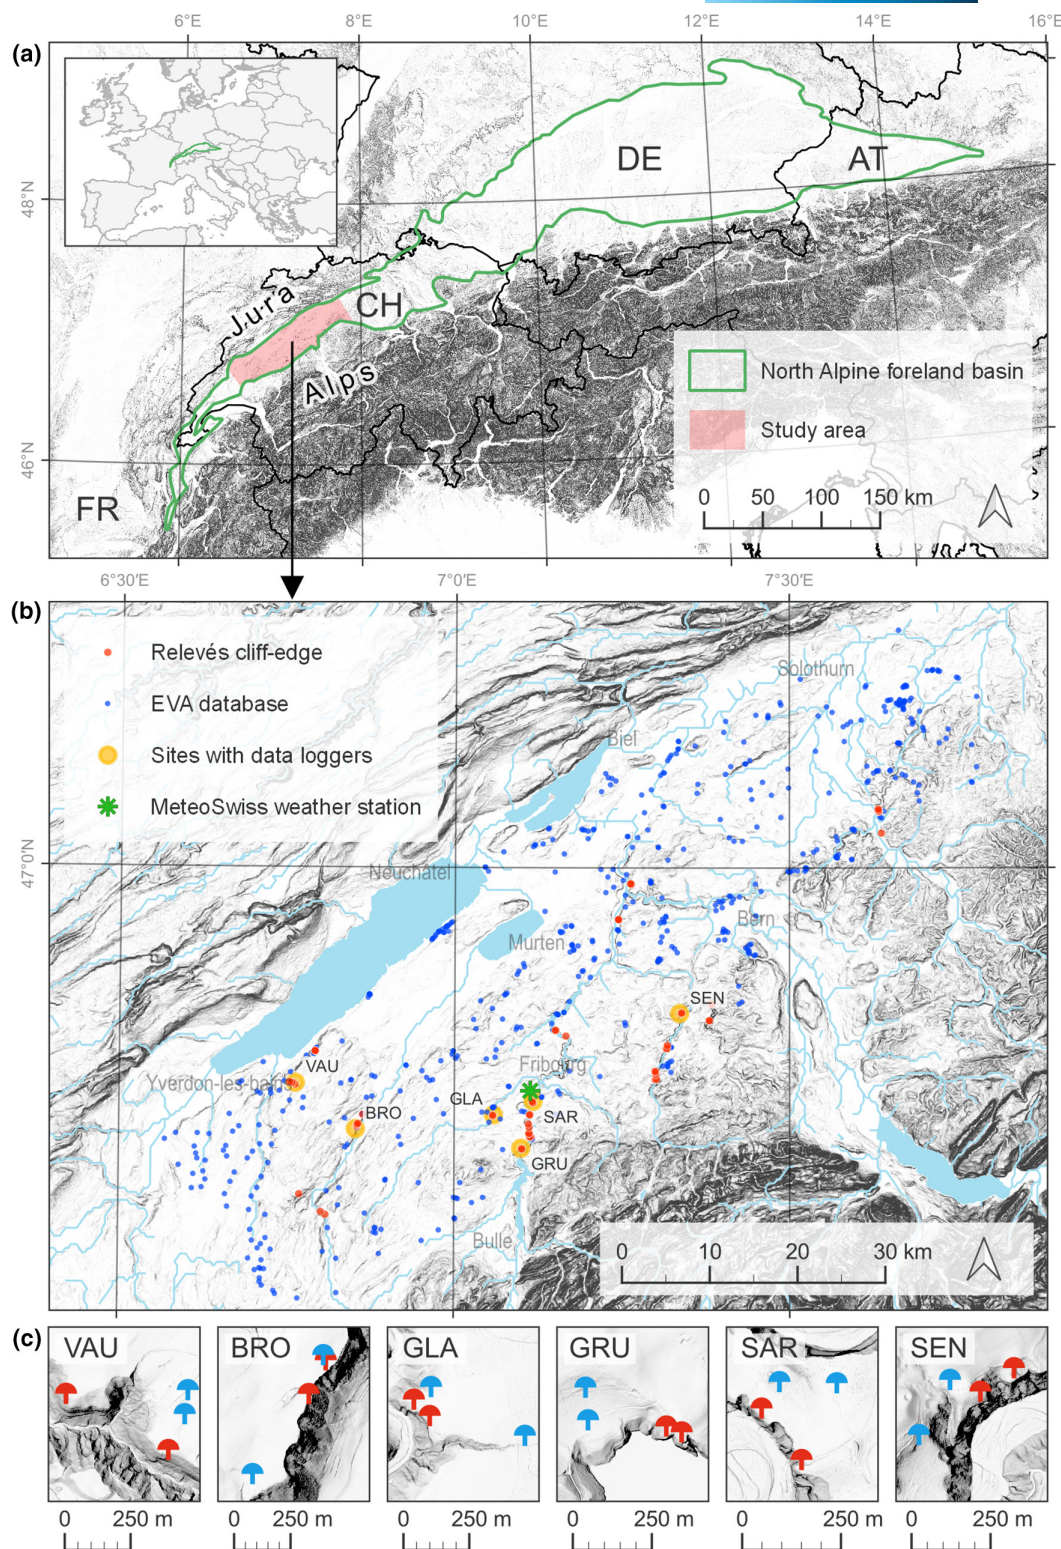 6°E 8°E 10°E 12°E 14°E 16°E
(a)
DE
AT
48°N
CH
Jura
Alps
North Alpine foreland basin
Study area
46°N
0 50 100 150 km
FR
6°30'E 7°0'E 7°30'E
(b)
Relevés cliff-edge
Solothurn
EVA database
Biel
Sites with data loggers
MeteoSwiss weather station
47°0'N
Neuchatel
Bern
Murten
SEN
Fribourg
VAU
Yverdon-les-bains
GLA
BRO
SAR
GRU
Bulle
0 10 20 30 km
(c)
VAU BRO GLA GRU SAR SEN
0 250 m 0 250 m 0 250 m 0 250 m 0 250 m 0 250 m